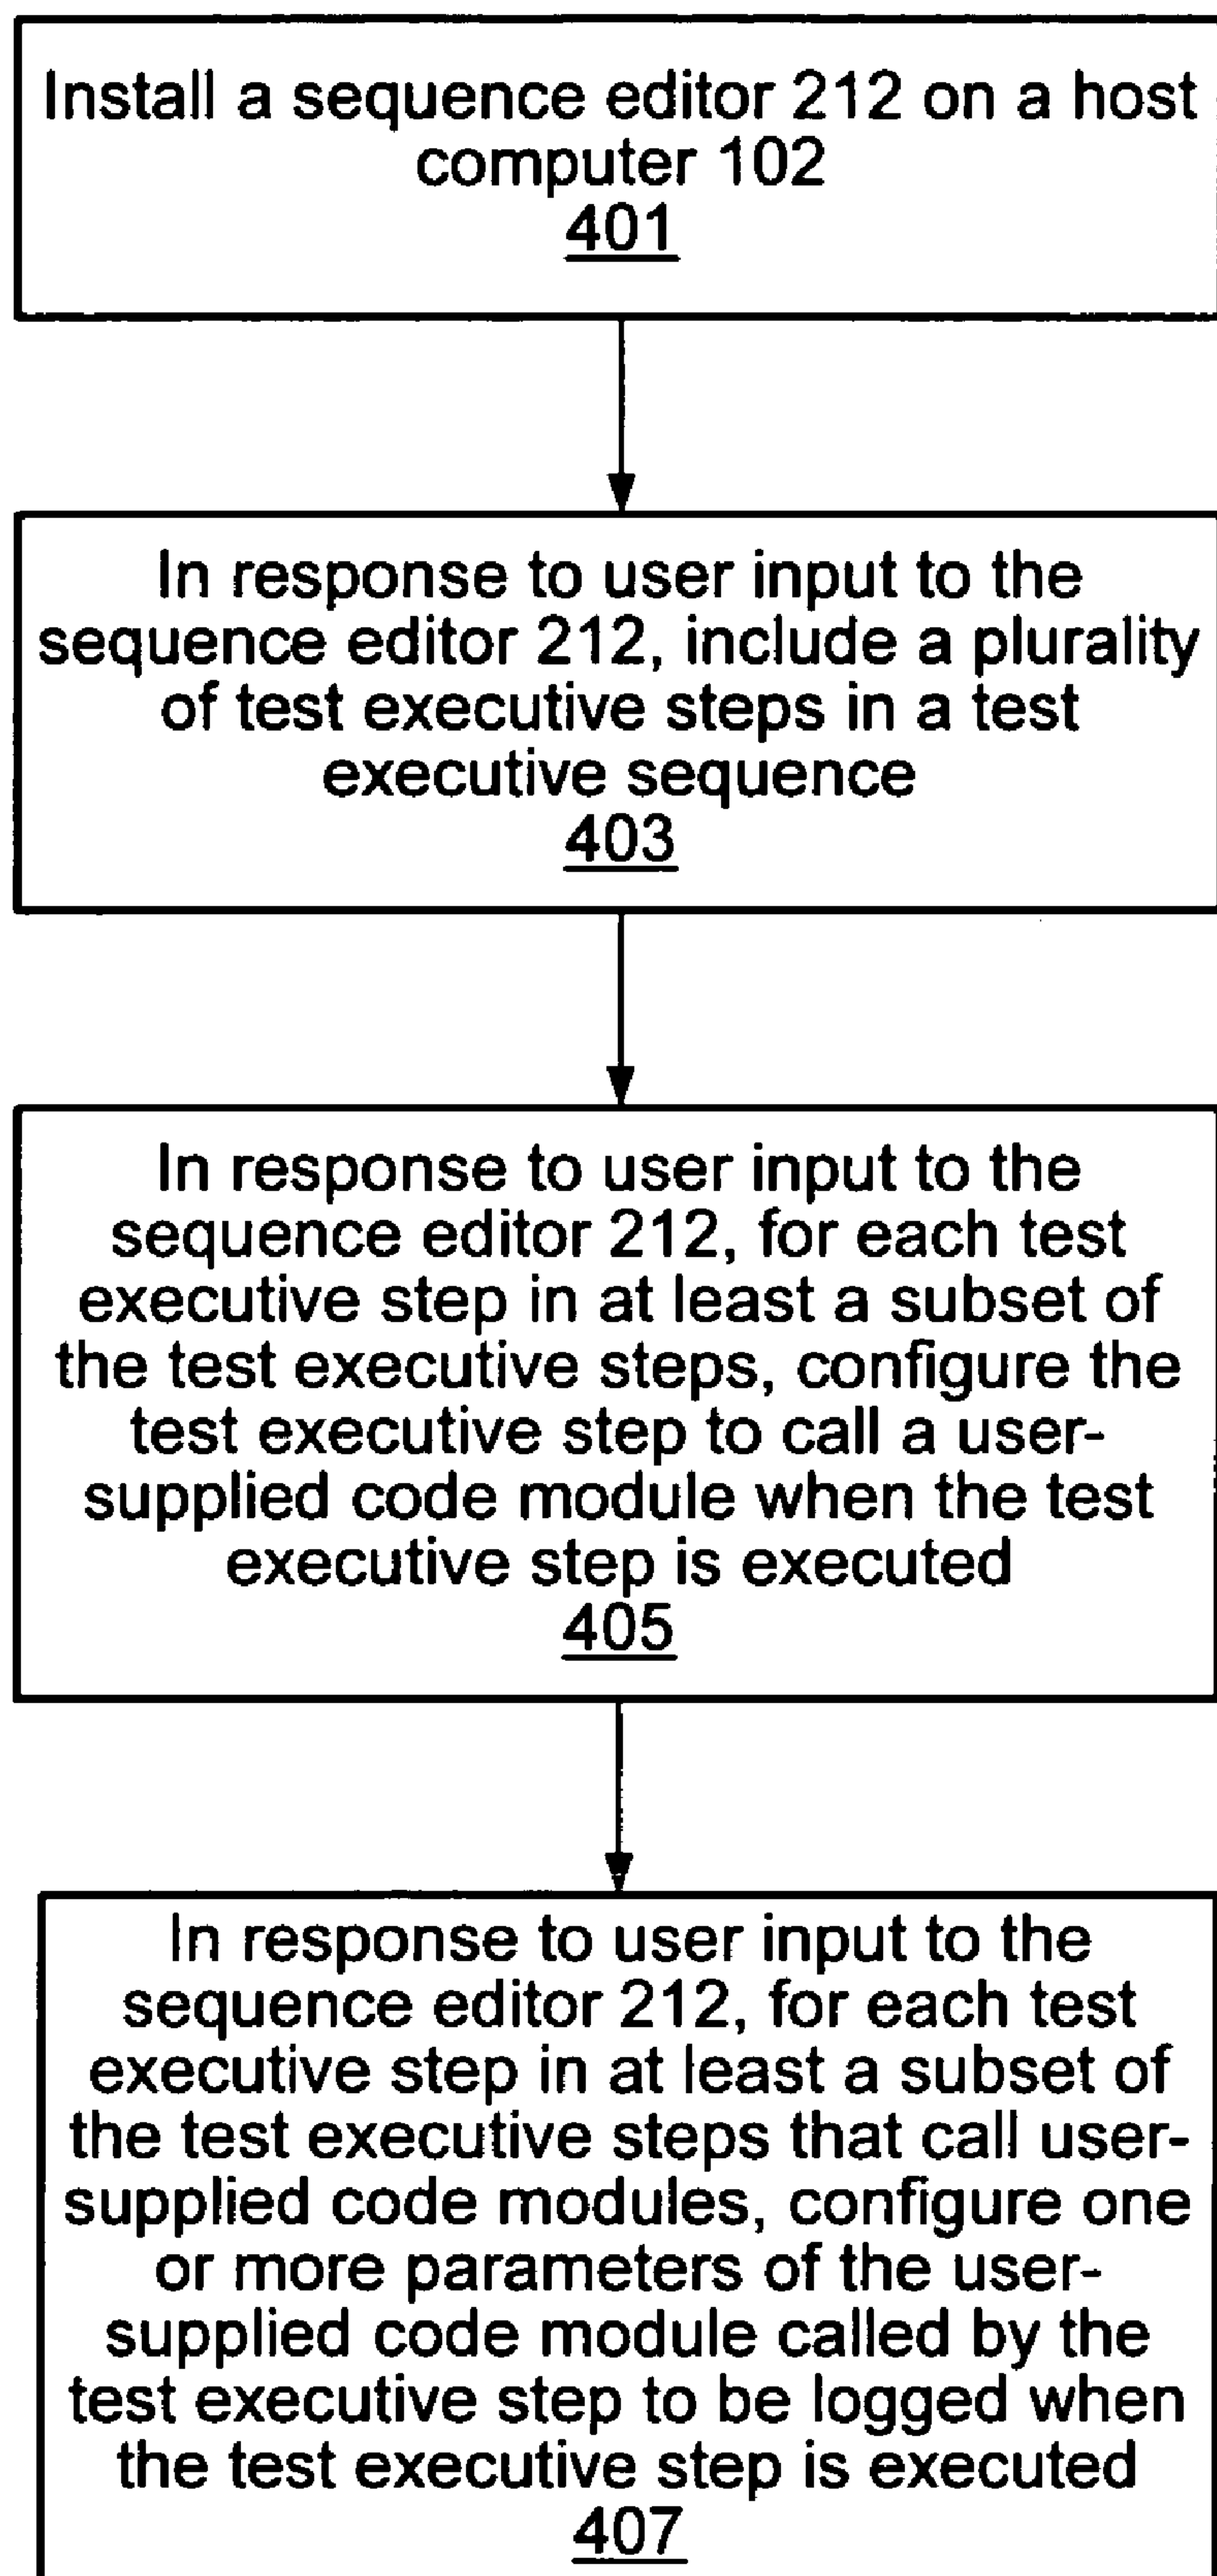 Install a sequence editor 212 on a host
computer 102
401
In response to user input to the
sequence editor 212, include a plurality
of test executive steps in a test
executive sequence
403
In response to user input to the
sequence editor 212, for each test
executive step in at least a subset of
the test executive steps, configure the
test executive step to call a user-
supplied code module when the test
executive step is executed
405
In response to user input to the
sequence editor 212, for each test
executive step in at least a subset of
the test executive steps that call user-
supplied code modules, configure one
or more parameters of the user-
supplied code module called by the
test executive step to be logged when
the test executive step is executed
407